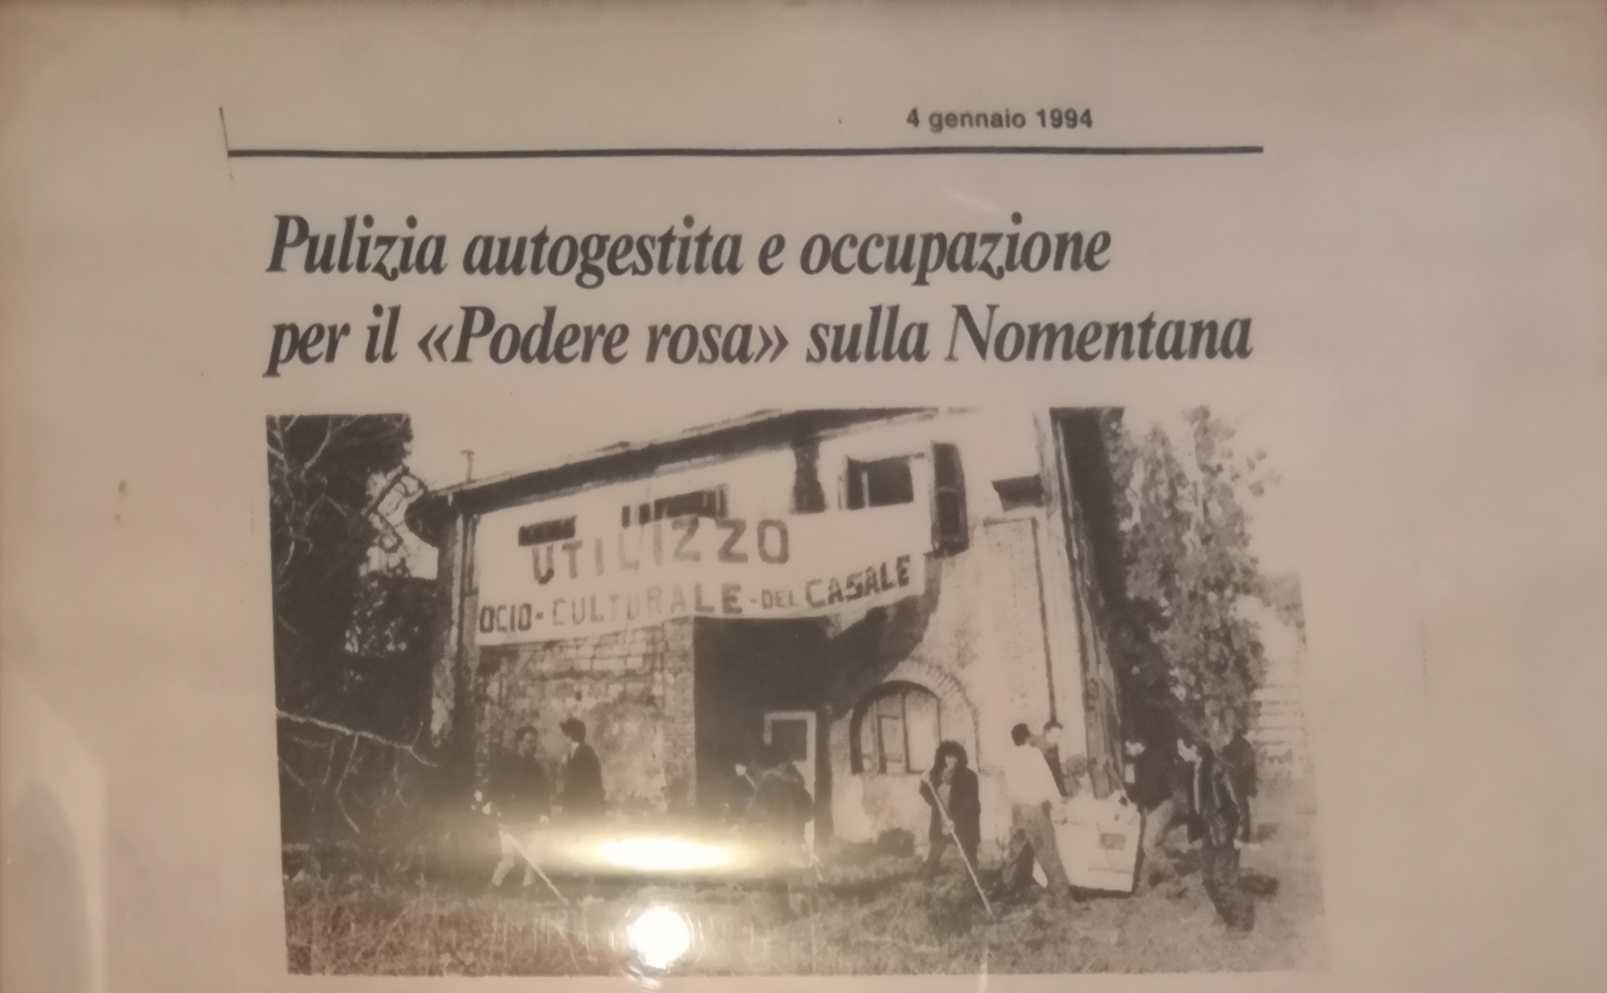 4 gennaio 1994
Pulizia autogestita e occupazione
per il «Podere rosa» sulla Nomentana
UTILIZZO
OCIO-CULTURALE-DEL CASALE